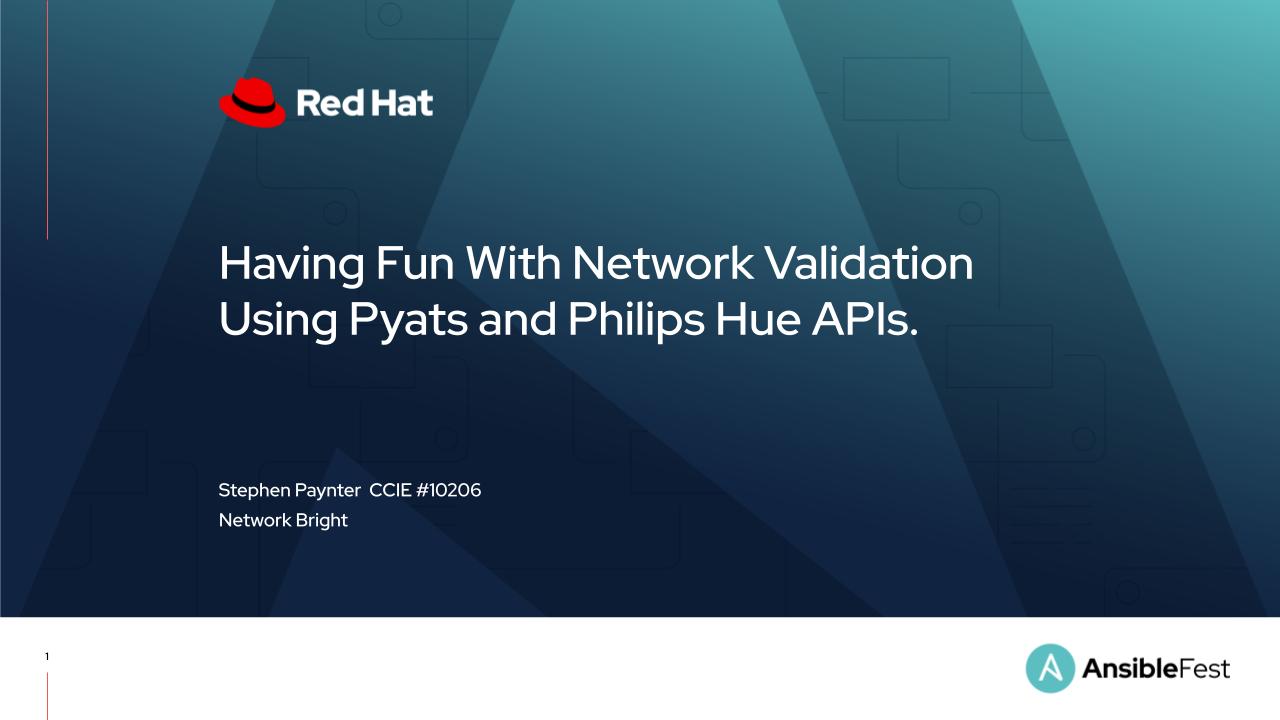 Red Hat
Having Fun With Network Validation
Using Pyats and Philips Hue APIs.
Stephen Paynter  CCIE #10206
Network Bright
1
AnsibleFest